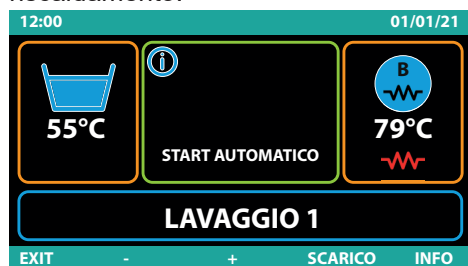 12:00 01/01/21
B
55°C
79°C
START AUTOMATICO
LAVAGGIO 1
EXIT - + SCARICO INFO